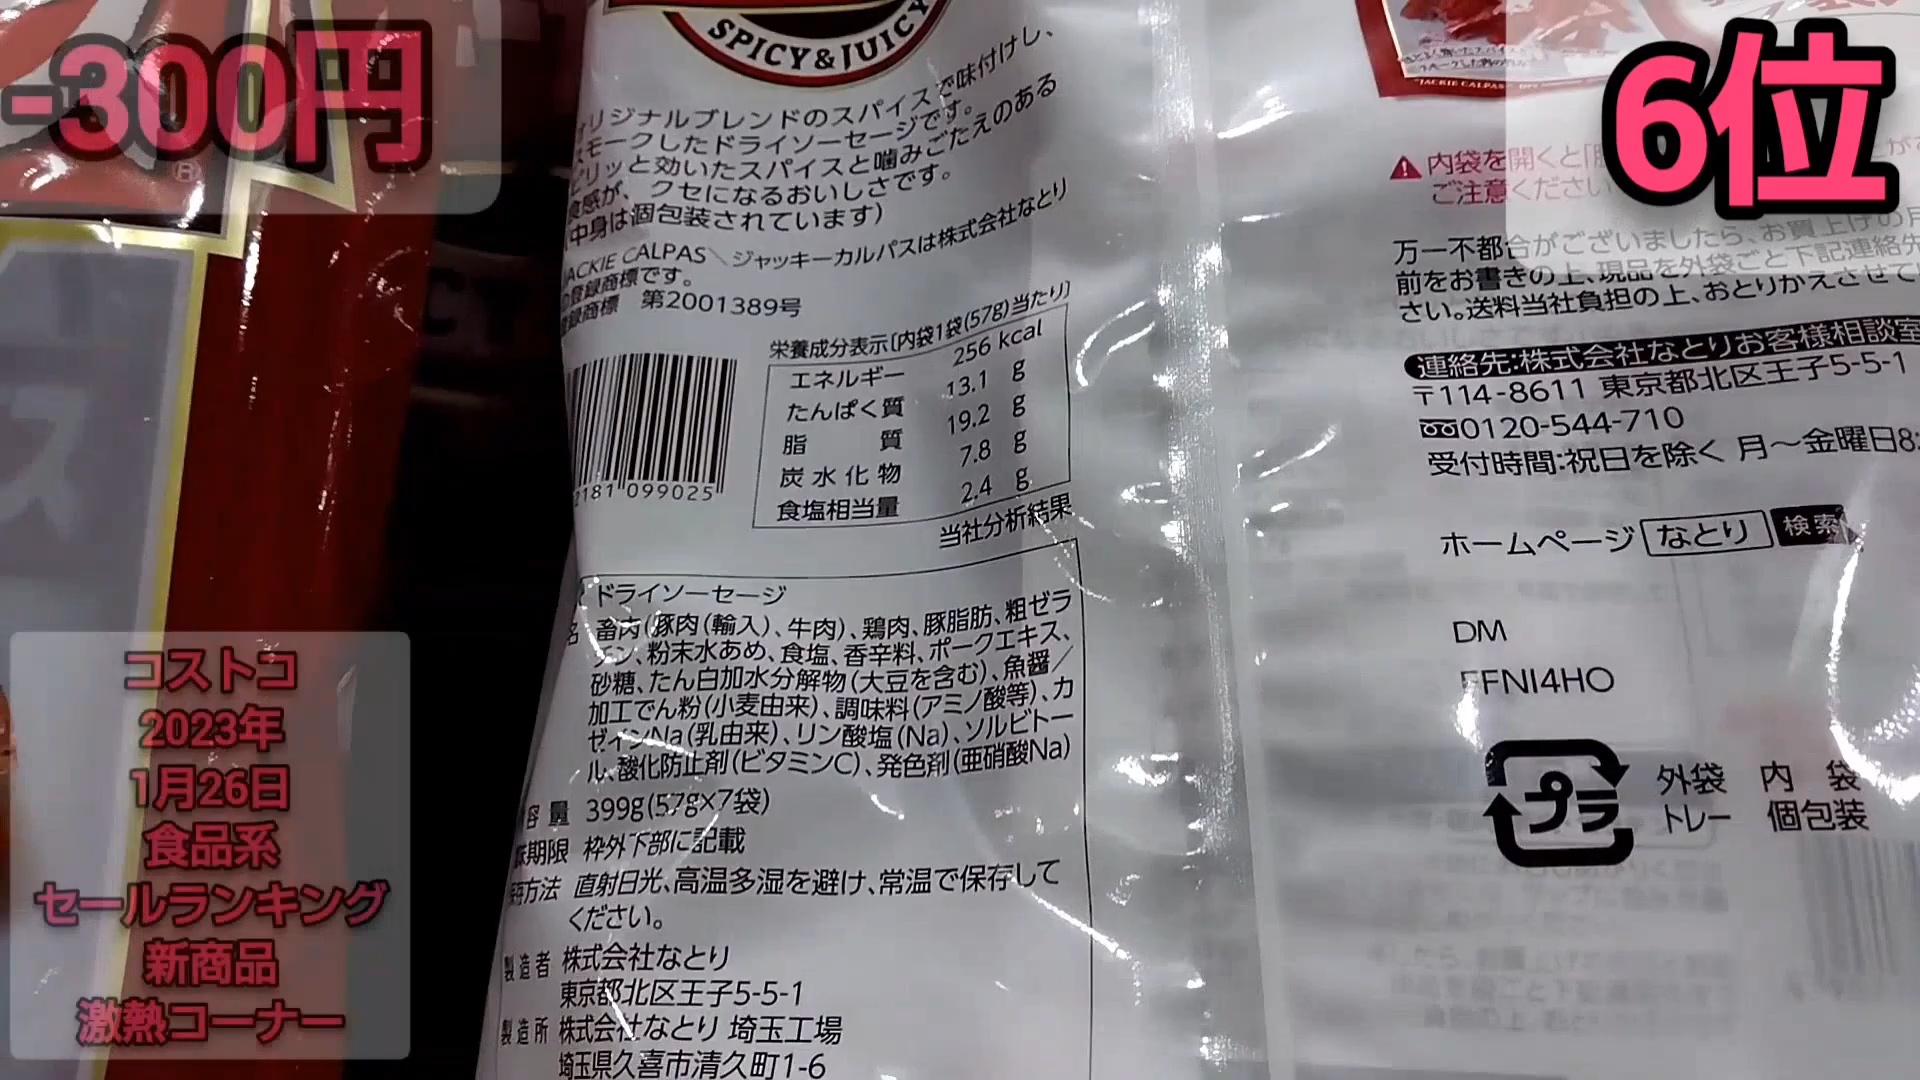 -300円
6位
コストコ
2023年
1月26日
食品系
セールランキング
新商品
激熱コーナー
ス
SPICY&JUICY
オリジナルブレンドのスパイスで味付けし、
スモークしたドライソーセージです。
ピリッと効いたスパイスと噛みごたえのある
食感が、クセになるおいしさです。
(中身は個包装されています)
JACKIE CALPAS\ジャッキーカルパスは株式会社なとり
の登録商標です。
登録商標 第2001389号
栄養成分表示〔内袋1袋(57g)当たり〕
エネルギー 256 kcal
たんぱく質 13.1 g
脂質 19.2 g
炭水化物 7.8 g
食塩相当量 2.4 g
当社分析結果
2181 099025
ドライソーセージ
名 畜肉(豚肉(輸入)、牛肉)、鶏肉、豚脂肪、粗ゼラ
チン、粉末水あめ、食塩、香辛料、ポークエキス、
砂糖、たん白加水分解物(大豆を含む)、魚醤/
加工でん粉(小麦由来)、調味料(アミノ酸等)、カ
ゼインNa(乳由来)、リン酸塩(Na)、ソルビトー
ル、酸化防止剤(ビタミンC)、発色剤(亜硝酸Na)
容量 399g(57g×7袋)
味期限 枠外下部に記載
存方法 直射日光、高温多湿を避け、常温で保存して
ください。
製造者 株式会社なとり
東京都北区王子5-5-1
製造所 株式会社なとり 埼玉工場
埼玉県久喜市清久町1-6
JACKIE CALPAS
内袋を開くと
ご注意ください
万一不都合がございましたら、お買上げの月
前をお書きの上、現品を外袋ごと下記連絡先
さい。送料当社負担の上、おとりかえさせて
連絡先:株式会社なとりお客様相談室
〒114-8611 東京都北区王子5-5-1
0120-544-710
受付時間:祝日を除く 月〜金曜日8:
ホームページ なとり 検索
DM
FFNI4HO
プラ
外袋 内袋
トレー 個包装